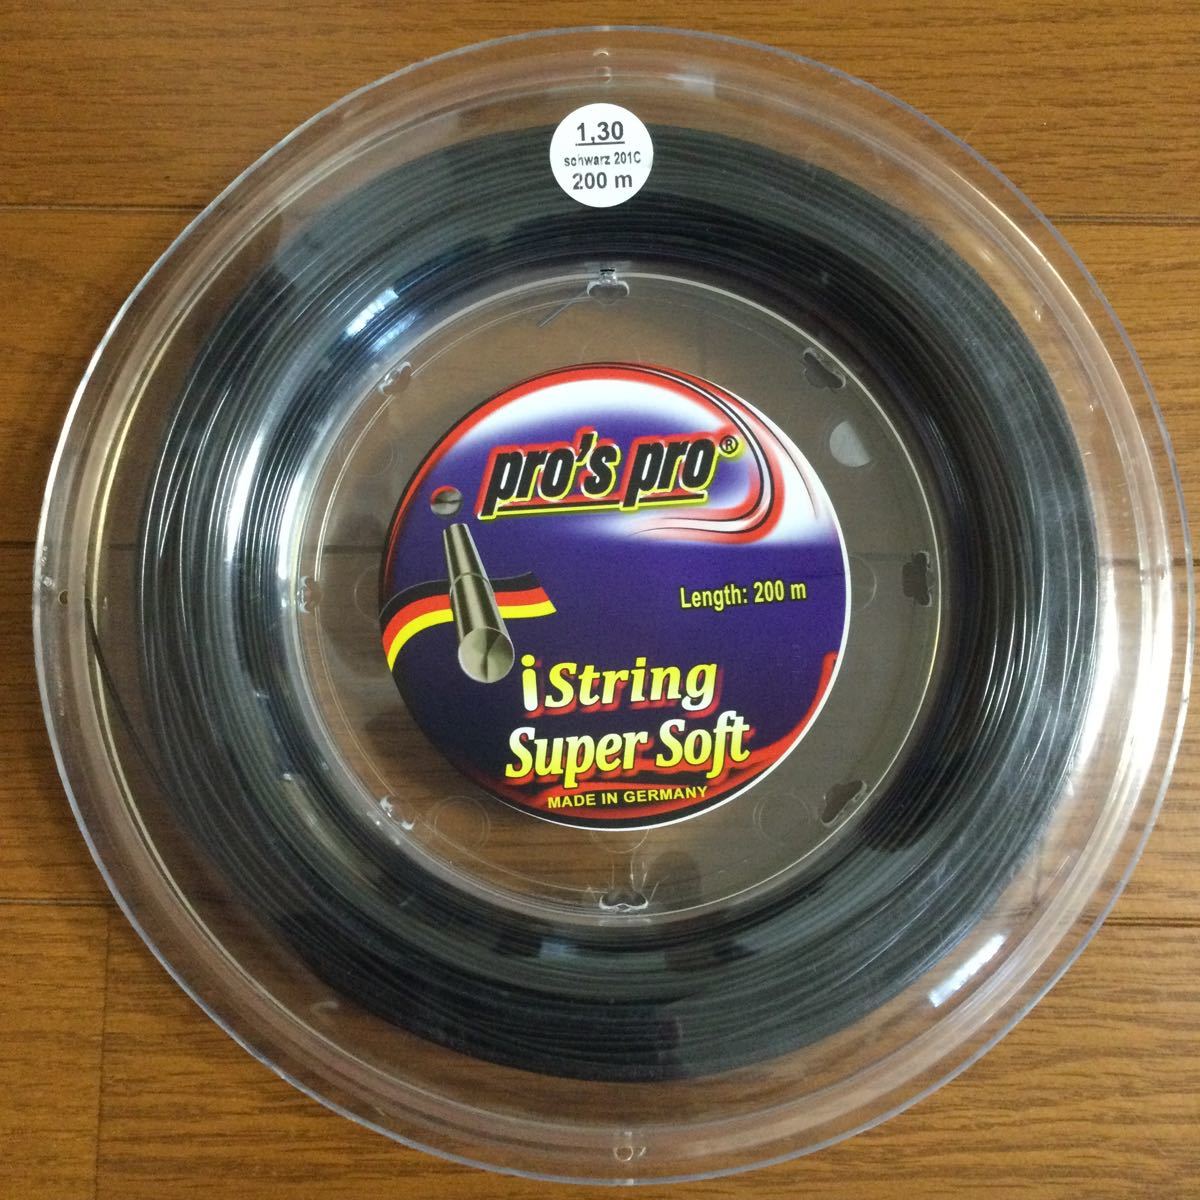 1,30
schwarz 201C
200 m
pro's pro®
Length: 200 m
iString
Super Soft
MADE IN GERMANY